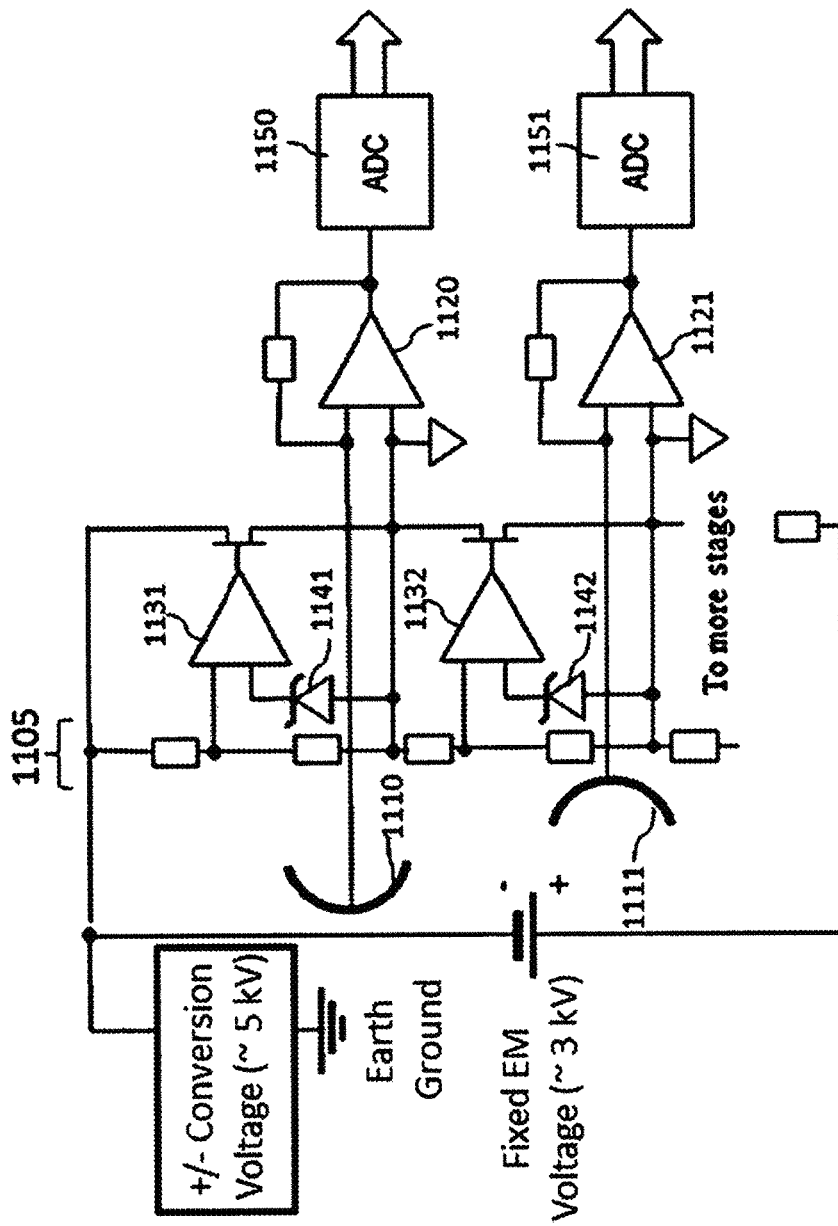 1105
+/- Conversion
Voltage (~ 5 kV)
Earth
Ground
Fixed EM
Voltage (~ 3 kV)
-
+
1110
1111
1131
1141
1132
1142
To more stages
1120
1121
1150
ADC
1151
ADC